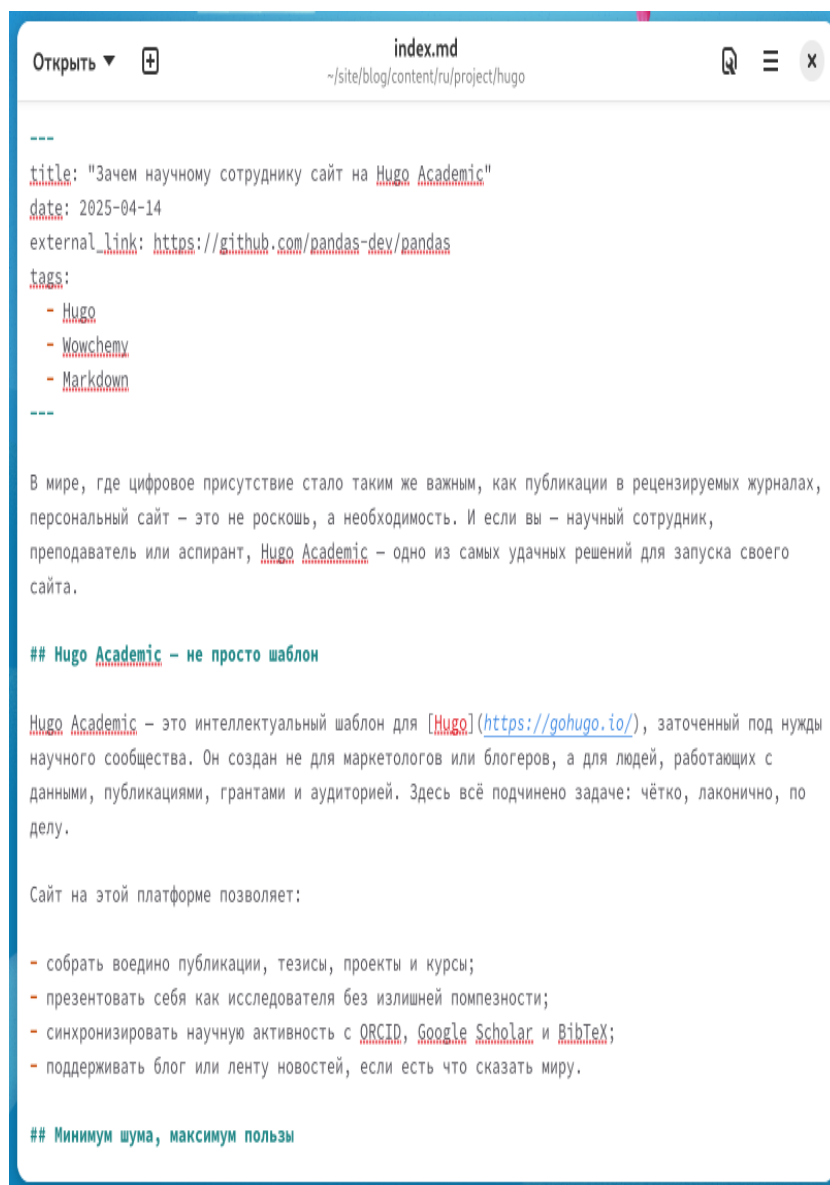 Открыть
index.md
~/site/blog/content/ru/project/hugo
---
title: "Зачем научному сотруднику сайт на Hugo Academic"
date: 2025-04-14
external_link: https://github.com/pandas-dev/pandas
tags:
  - Hugo
  - Wowchemy
  - Markdown
---
В мире, где цифровое присутствие стало таким же важным, как публикации в рецензируемых журналах,
персональный сайт — это не роскошь, а необходимость. И если вы — научный сотрудник,
преподаватель или аспирант, Hugo Academic — одно из самых удачных решений для запуска своего
сайта.
## Hugo Academic — не просто шаблон
Hugo Academic — это интеллектуальный шаблон для [Hugo](https://gohugo.io/), заточенный под нужды
научного сообщества. Он создан не для маркетологов или блогеров, а для людей, работающих с
данными, публикациями, грантами и аудиторией. Здесь всё подчинено задаче: чётко, лаконично, по
делу.
Сайт на этой платформе позволяет:
- собрать воедино публикации, тезисы, проекты и курсы;
- презентовать себя как исследователя без излишней помпезности;
- синхронизировать научную активность с ORCID, Google Scholar и BibTeX;
- поддерживать блог или ленту новостей, если есть что сказать миру.
## Минимум шума, максимум пользы